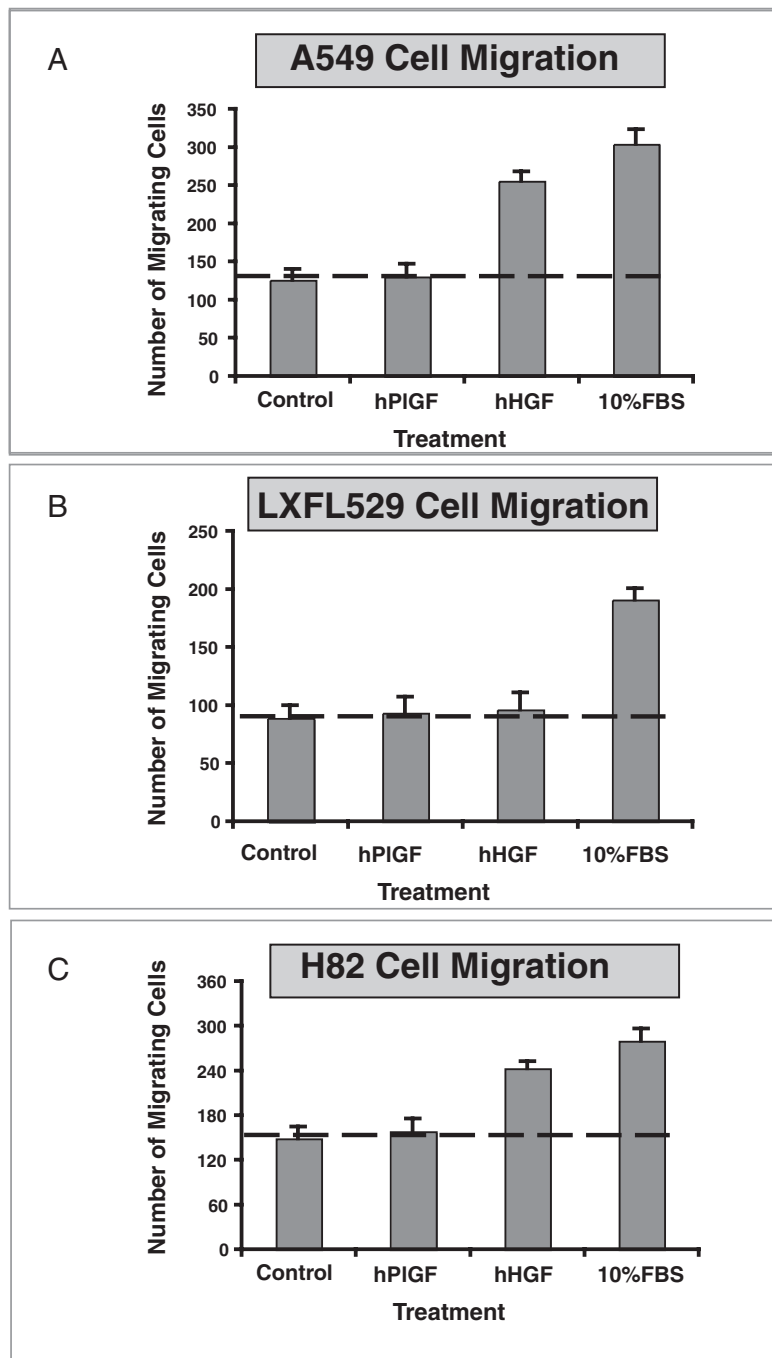 A
A549 Cell Migration
Number of Migrating Cells
350
300
250
200
150
100
50
0
Control hPlGF hHGF 10%FBS
Treatment
B
LXFL529 Cell Migration
Number of Migrating Cells
250
200
150
100
50
0
Control hPlGF hHGF 10%FBS
Treatment
C
H82 Cell Migration
Number of Migrating Cells
360
300
240
180
120
60
0
Control hPlGF hHGF 10%FBS
Treatment